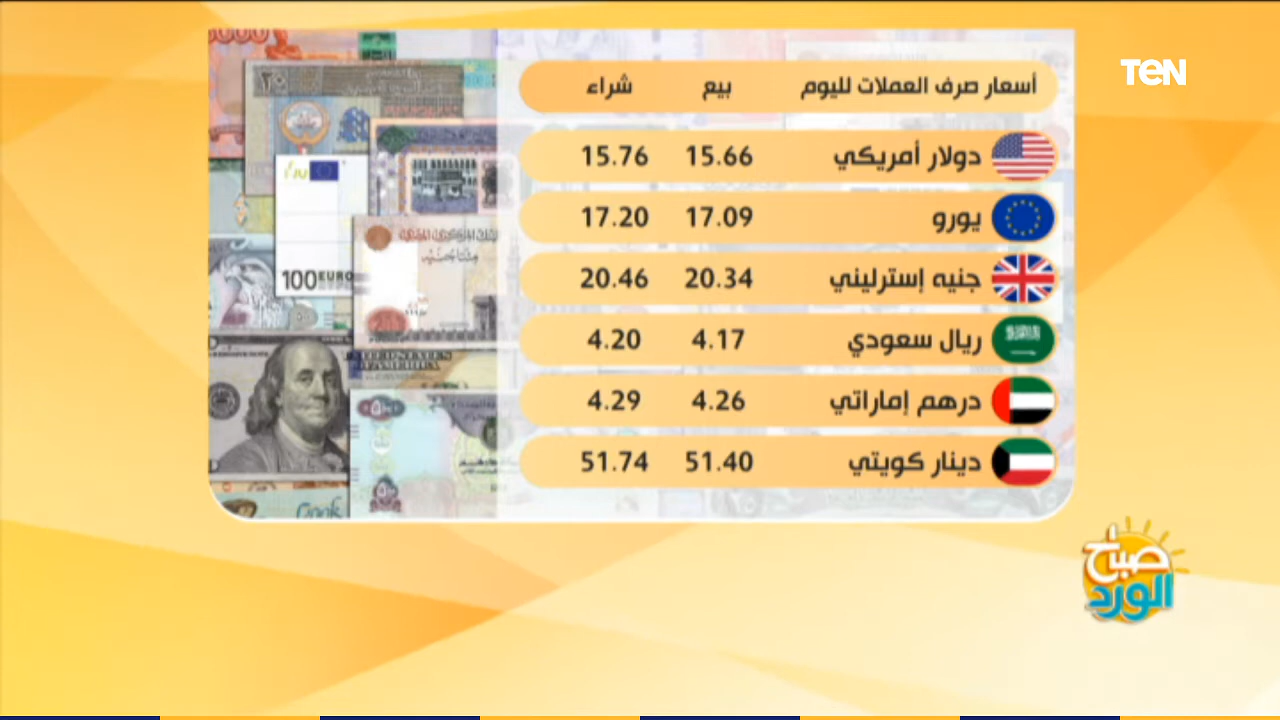 TEN
أسعار صرف العملات لليوم بيع شراء
دولار أمريكي 15.66 15.76
يورو 17.09 17.20
جنيه إسترليني 20.34 20.46
ريال سعودي 4.17 4.20
درهم إماراتي 4.26 4.29
دينار كويتي 51.40 51.74
100 EURO
صباح
الورد